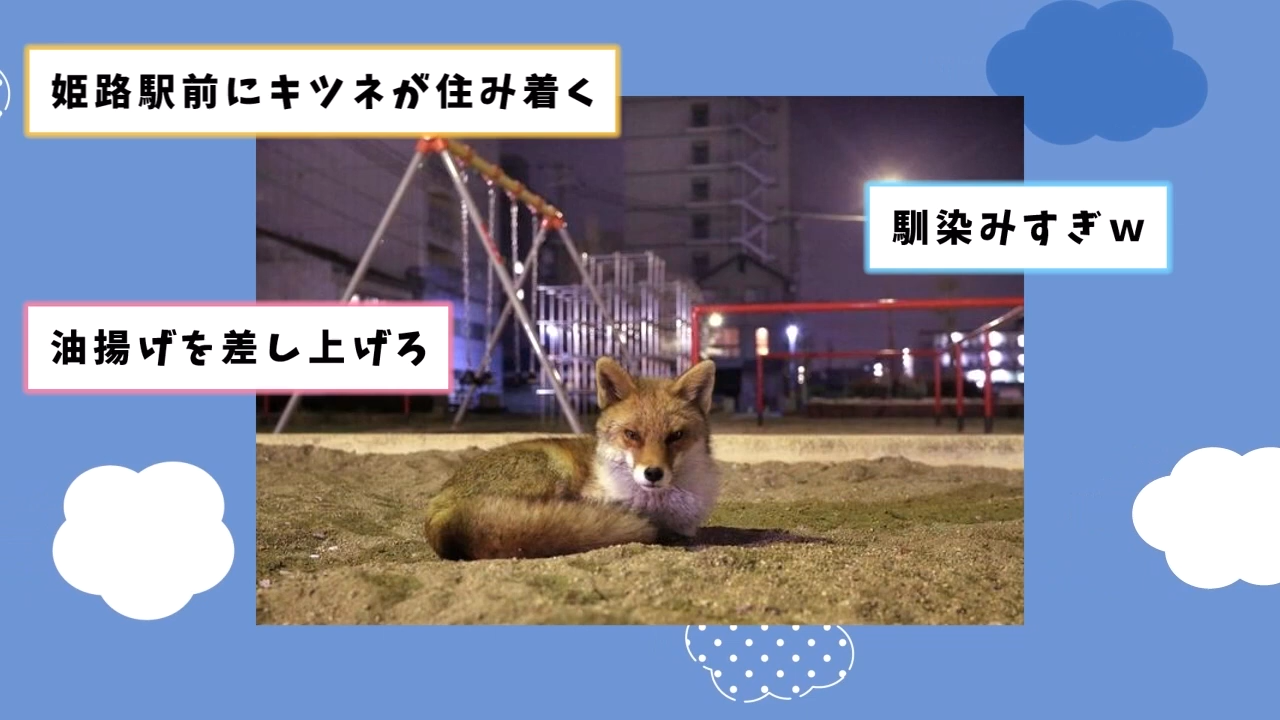 姫路駅前にキツネが住み着く
馴染みすぎｗ
油揚げを差し上げろ